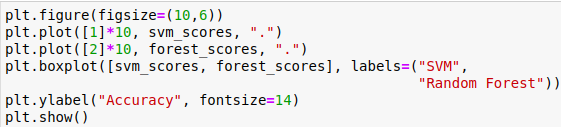 plt.figure(figsize=(10,6))
plt.plot([1]*10, svm_scores, ".")
plt.plot([2]*10, forest_scores, ".")
plt.boxplot([svm_scores, forest_scores], labels=("SVM",
"Random Forest"))
plt.ylabel("Accuracy", fontsize=14)
plt.show()